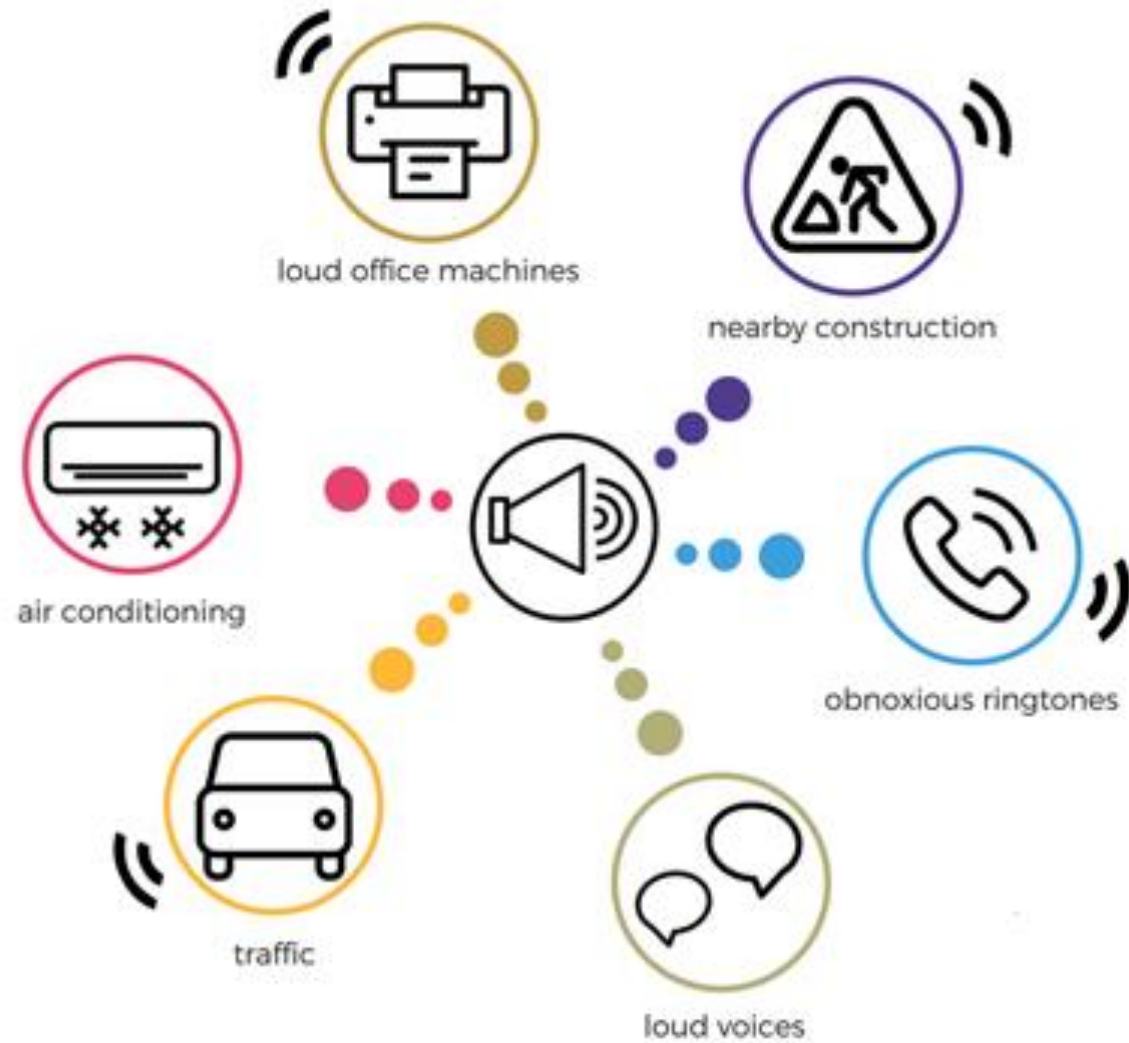 loud office machines
nearby construction
air conditioning
obnoxious ringtones
traffic
loud voices